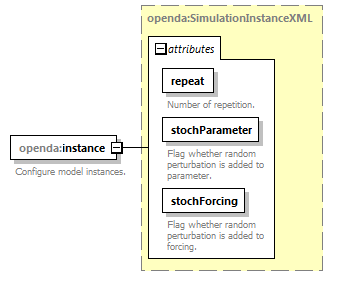 openda:SimulationInstanceXML
attributes
repeat
Number of repetition.
stochParameter
Flag whether random
perturbation is added to
parameter.
openda:instance
Configure model instances.
stochForcing
Flag whether random
perturbation is added to
forcing.